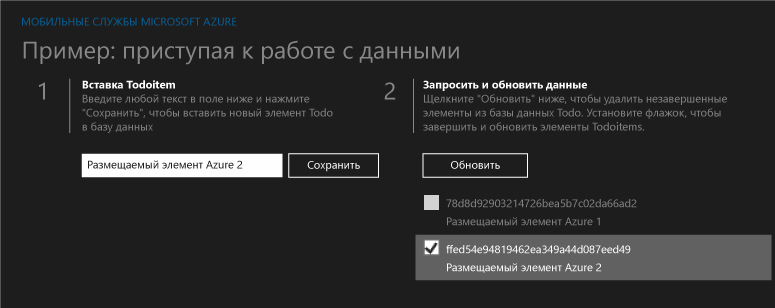 МОБИЛЬНЫЕ СЛУЖБЫ MICROSOFT AZURE
Пример: приступая к работе с данными
1
Вставка Todoitem
Введите любой текст в поле ниже и нажмите
"Сохранить", чтобы вставить новый элемент Todo
в базу данных
Размещаемый элемент Azure 2
Сохранить
2
Запросить и обновить данные
Щелкните "Обновить" ниже, чтобы удалить незавершенные
элементы из базы данных Todo. Установите флажок, чтобы
завершить и обновить элементы Todoitems.
Обновить
78d8d92903214726bea5b7c02da66ad2
Размещаемый элемент Azure 1
ffed54e94819462ea349a44d087eed49
Размещаемый элемент Azure 2